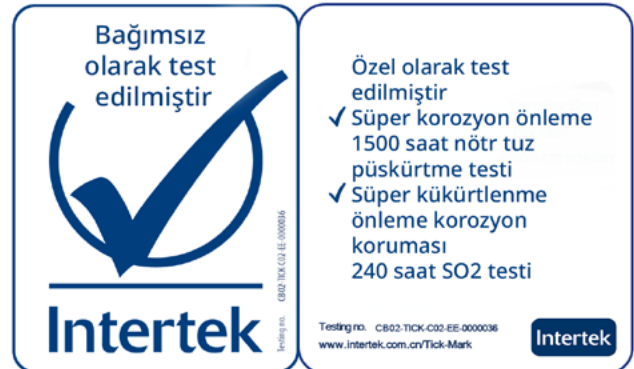 Bağımsız
olarak test
edilmiştir
Intertek
Testing no. CB02-TICK-C02-EE-0000036
Özel olarak test
edilmiştir
✓ Süper korozyon önleme
1500 saat nötr tuz
püskürtme testi
✓ Süper kükürtlenme
önleme korozyon
koruması
240 saat SO2 testi
Testing no. CB02-TICK-C02-EE-0000036
www.intertek.com.cn/Tick-Mark
Intertek